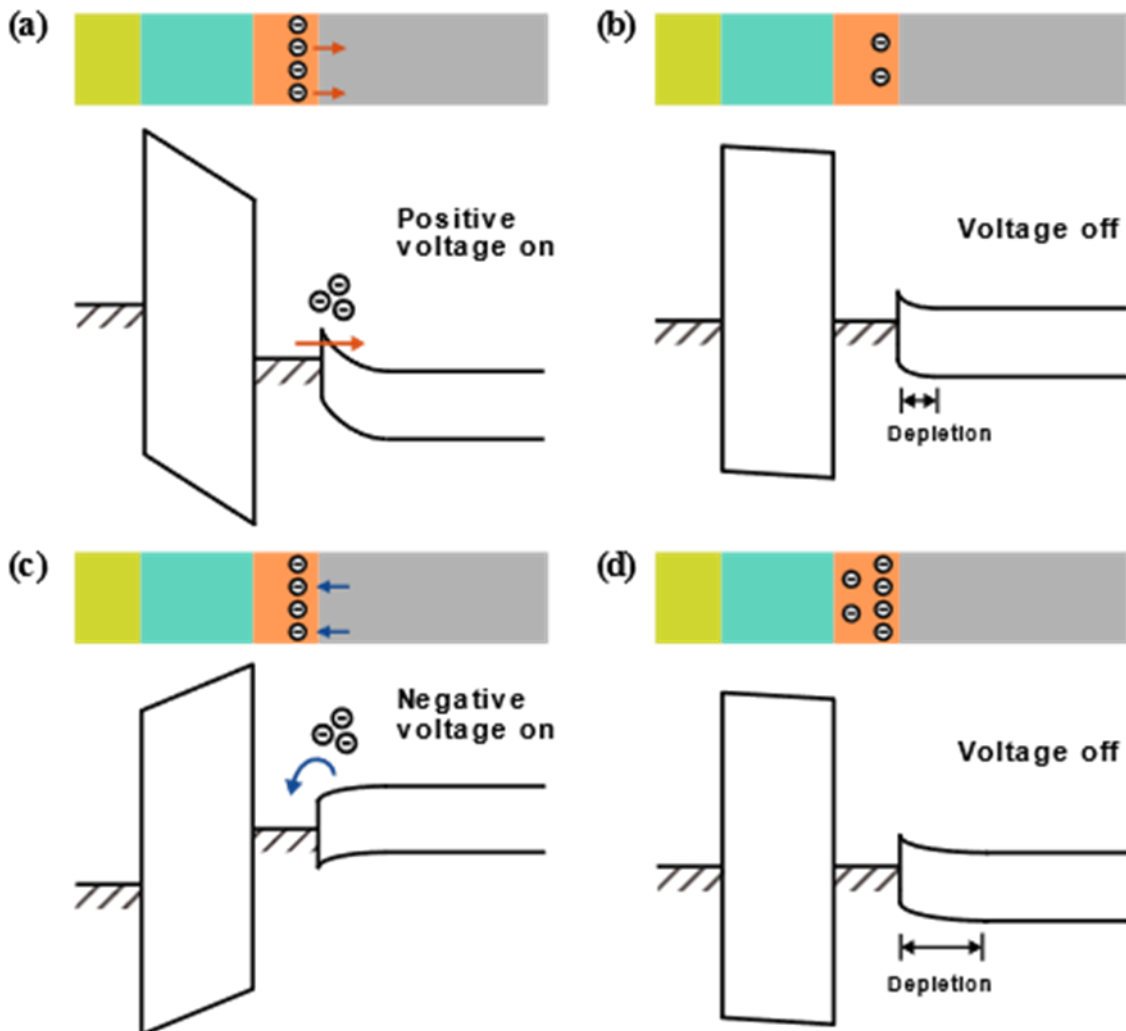 (a)
(b)
Positive
voltage on
Voltage off
Depletion
(c)
(d)
Negative
voltage on
Voltage off
Depletion